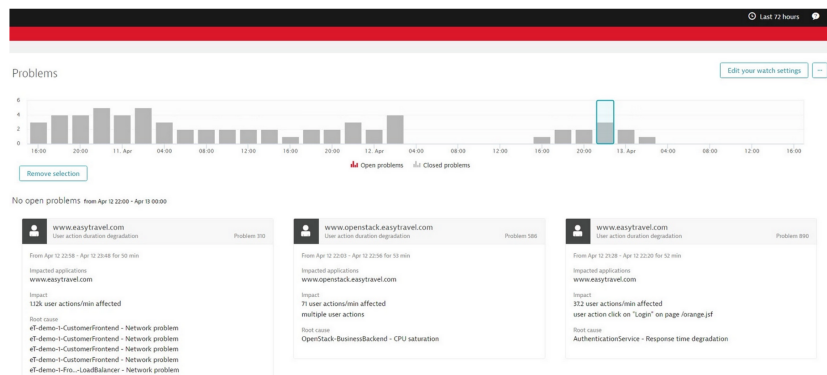 Last 72 hours
Problems
Edit your watch settings
...
6
4
2
0
16:00 20:00 11. Apr 04:00 08:00 12:00 16:00 20:00 12. Apr 04:00 08:00 12:00 16:00 20:00 13. Apr 04:00 08:00 12:00 16:00
Open problems Closed problems
Remove selection
No open problems from Apr 12 22:00 - Apr 13 00:00
www.easytravel.com
User action duration degradation Problem 310
From Apr 12 22:58 - Apr 12 23:48 for 50 min
Impacted applications
www.easytravel.com
Impact
1.12k user actions/min affected
Root cause
eT-demo-1-CustomerFrontend - Network problem
eT-demo-1-CustomerFrontend - Network problem
eT-demo-1-CustomerFrontend - Network problem
eT-demo-1-CustomerFrontend - Network problem
eT-demo-1-Fro...-LoadBalancer - Network problem
www.openstack.easytravel.com
User action duration degradation Problem 586
From Apr 12 22:03 - Apr 12 22:56 for 53 min
Impacted applications
www.openstack.easytravel.com
Impact
71 user actions/min affected
multiple user actions
Root cause
OpenStack-BusinessBackend - CPU saturation
www.easytravel.com
User action duration degradation Problem 890
From Apr 12 21:28 - Apr 12 22:20 for 52 min
Impacted applications
www.easytravel.com
Impact
37.2 user actions/min affected
user action click on "Login" on page /orange.jsf
Root cause
AuthenticationService - Response time degradation